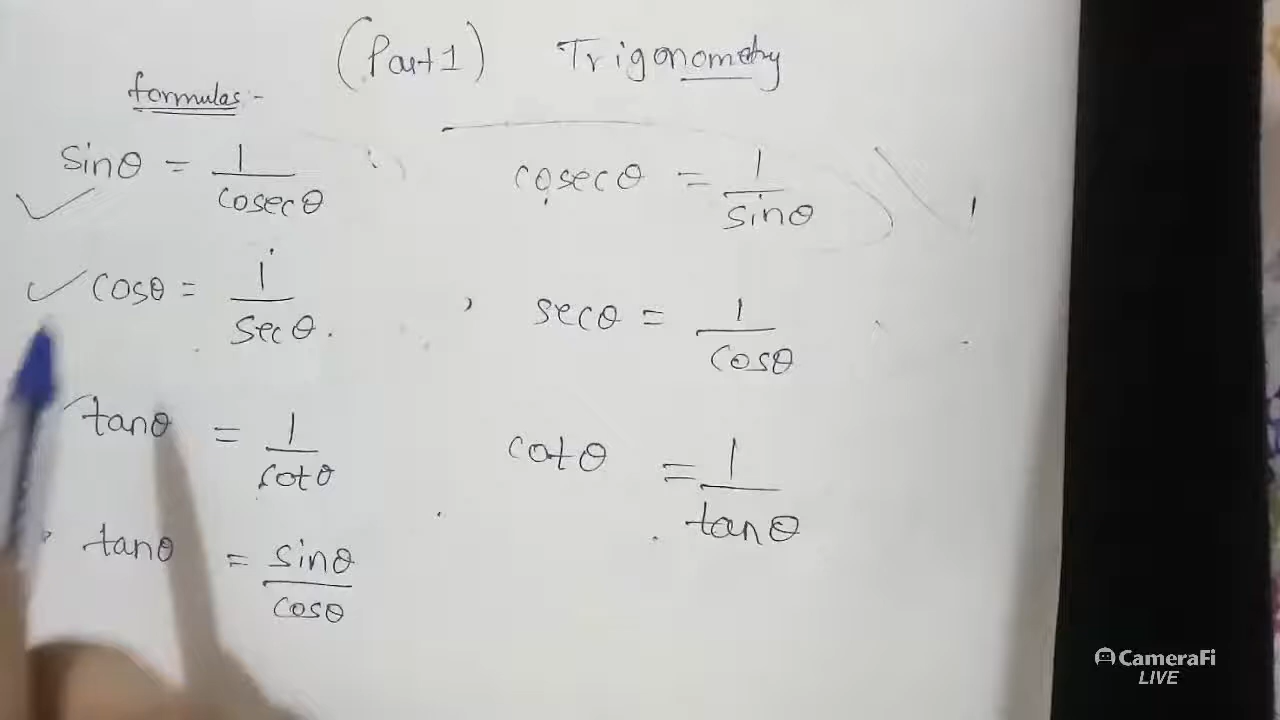 (Part 1) Trigonometry
formulas:-
sinθ = 1/cosecθ cosecθ = 1/sinθ
cosθ = 1/secθ. , secθ = 1/cosθ
tanθ = 1/cotθ cotθ = 1/tanθ
tanθ = sinθ/cosθ
CameraFi
LIVE